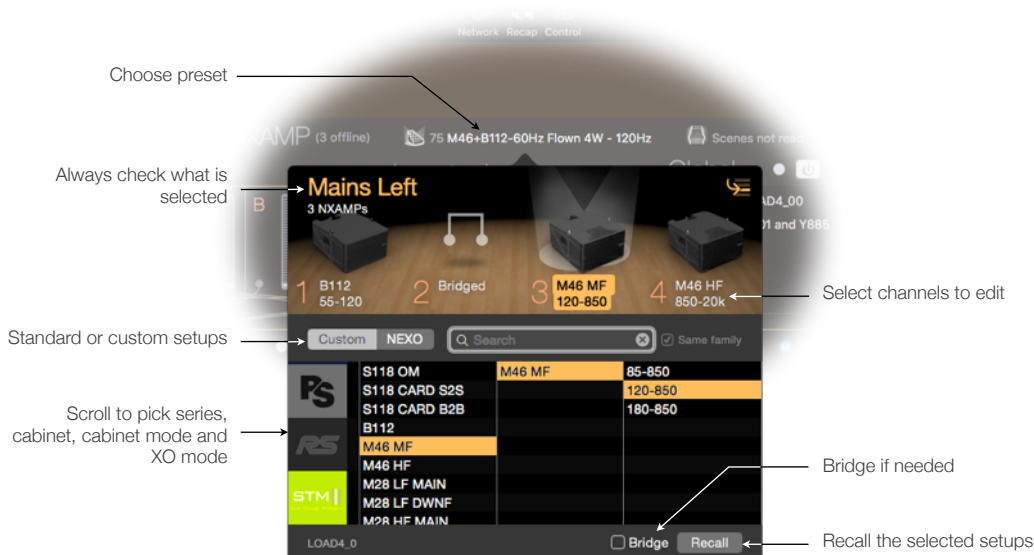 Network Recap Control
Choose preset
AMP (3 offline)
75 M46+B112-60Hz Flown 4W - 120Hz
Scenes not read
Always check what is
selected
Mains Left
3 NXAMPs
B
AD4_00
01 and Y885
1 B112
55-120
2 Bridged
3 M46 MF
120-850
4 M46 HF
850-20k
Select channels to edit
Standard or custom setups
Custom NEXO
Search
Same family
PS
RS
STM
S118 OM
S118 CARD S2S
S118 CARD B2B
B112
M46 MF
M46 HF
M28 LF MAIN
M28 LF DWNF
M28 HF MAIN
M46 MF
85-850
120-850
180-850
Scroll to pick series,
cabinet, cabinet mode and
XO mode
Bridge if needed
LOAD4_0
Bridge Recall
Recall the selected setups